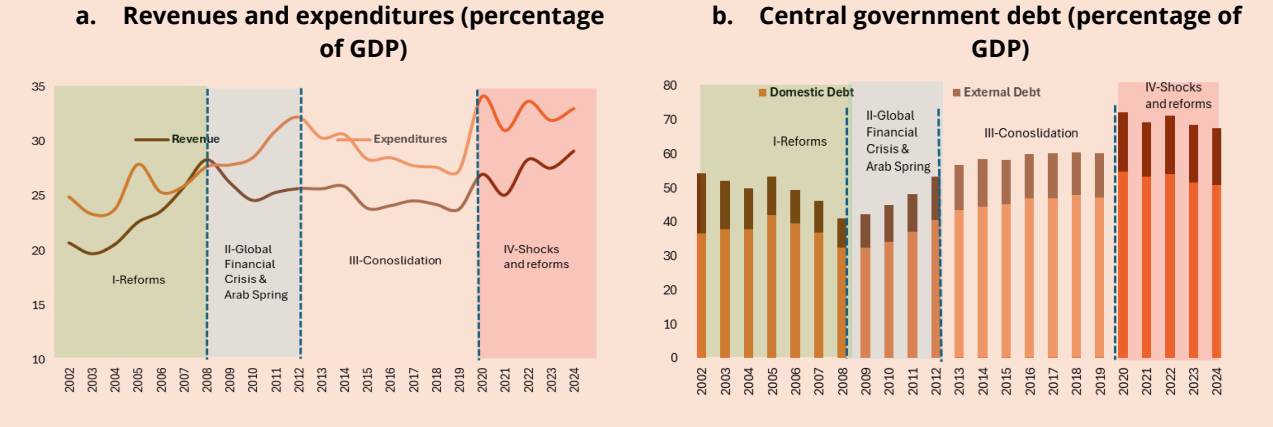 a. Revenues and expenditures (percentage
of GDP)
35
30
25
20
15
10
Revenue
Expenditures
I-Reforms
II-Global
Financial
Crisis &
Arab Spring
III-Conoslidation
IV-Shocks
and reforms
2002 2003 2004 2005 2006 2007 2008 2009 2010 2011 2012 2013 2014 2015 2016 2017 2018 2019 2020 2021 2022 2023 2024
b. Central government debt (percentage of
GDP)
80
70
60
50
40
30
20
10
0
Domestic Debt
External Debt
I-Reforms
II-Global
Financial
Crisis &
Arab Spring
III-Conoslidation
IV-Shocks
and reforms
2002 2003 2004 2005 2006 2007 2008 2009 2010 2011 2012 2013 2014 2015 2016 2017 2018 2019 2020 2021 2022 2023 2024